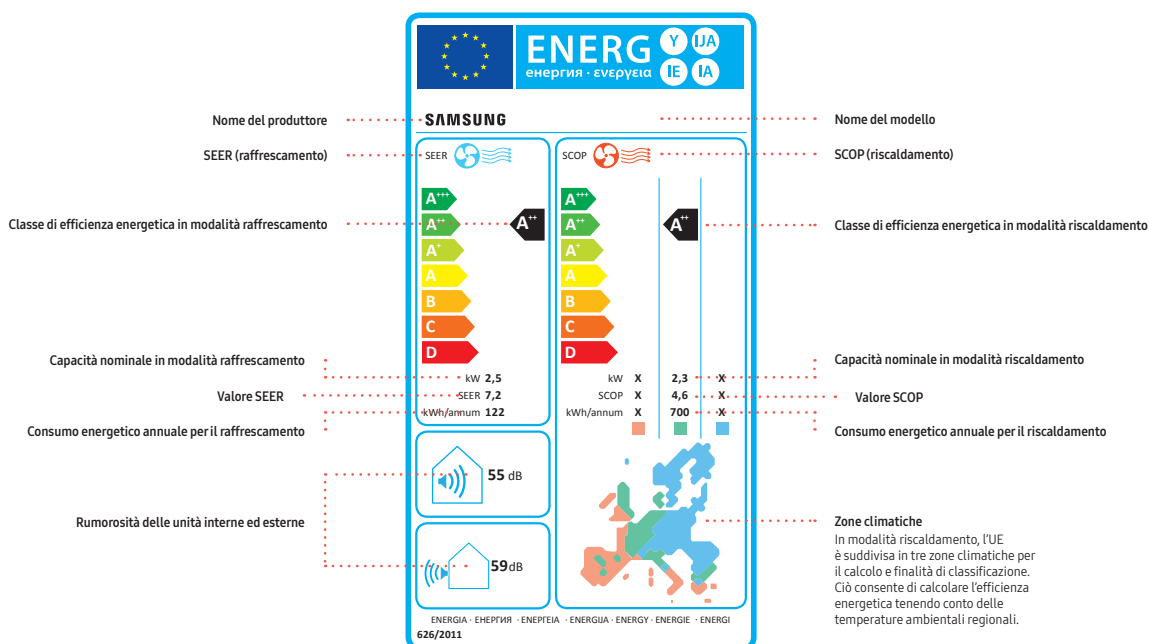 ENERG
енергия · ενεργεια
Y
IJA
IE
IA
Nome del produttore
SAMSUNG
Nome del modello
SEER (raffrescamento)
SEER
SCOP
SCOP (riscaldamento)
A+++
A++
A+
A
B
C
D
A++
A+++
A++
A+
A
B
C
D
A++
Classe di efficienza energetica in modalità raffrescamento
Classe di efficienza energetica in modalità riscaldamento
Capacità nominale in modalità raffrescamento
kW 2,5
kW X 2,3 X
Capacità nominale in modalità riscaldamento
Valore SEER
SEER 7,2
SCOP X 4,6 X
Valore SCOP
Consumo energetico annuale per il raffrescamento
kWh/annum 122
kWh/annum X 700 X
Consumo energetico annuale per il riscaldamento
55 dB
Rumorosità delle unità interne ed esterne
59 dB
Zone climatiche
In modalità riscaldamento, l'UE
è suddivisa in tre zone climatiche per
il calcolo e finalità di classificazione.
Ciò consente di calcolare l'efficienza
energetica tenendo conto delle
temperature ambientali regionali.
ENERGIA · ЕНЕРГИЯ · ΕΝΕΡΓΕΙΑ · ENERGIJA · ENERGY · ENERGIE · ENERGI
626/2011